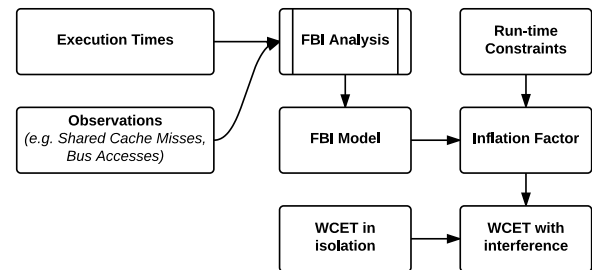 Execution Times
FBI Analysis
Run-time
Constraints
Observations
(e.g. Shared Cache Misses,
Bus Accesses)
FBI Model
Inflation Factor
WCET in
isolation
WCET with
interference